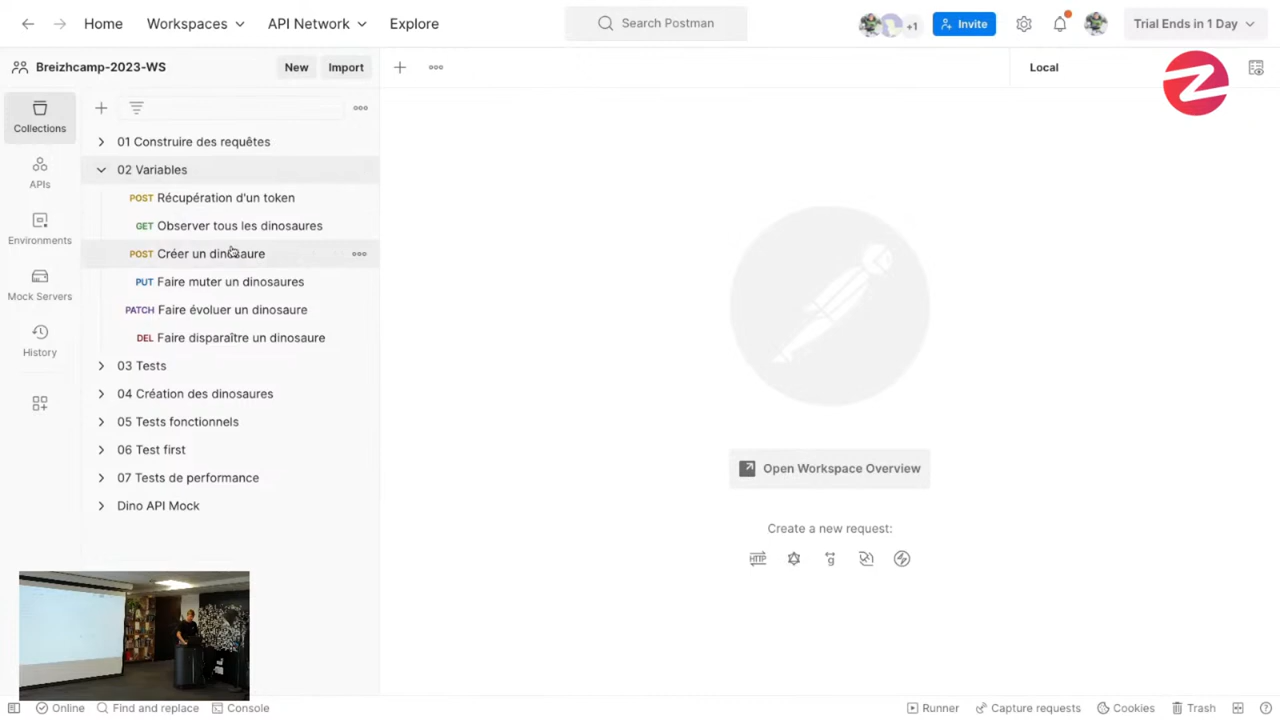 Home
Workspaces
API Network
Explore
Search Postman
+1
Invite
Trial Ends in 1 Day
Breizhcamp-2023-WS
New
Import
Local
Collections
APIs
Environments
Mock Servers
History
01 Construire des requêtes
02 Variables
POST Récupération d'un token
GET Observer tous les dinosaures
POST Créer un dinosaure
PUT Faire muter un dinosaures
PATCH Faire évoluer un dinosaure
DEL Faire disparaître un dinosaure
03 Tests
04 Création des dinosaures
05 Tests fonctionnels
06 Test first
07 Tests de performance
Dino API Mock
Open Workspace Overview
Create a new request:
HTTP
g
Online
Find and replace
Console
Runner
Capture requests
Cookies
Trash